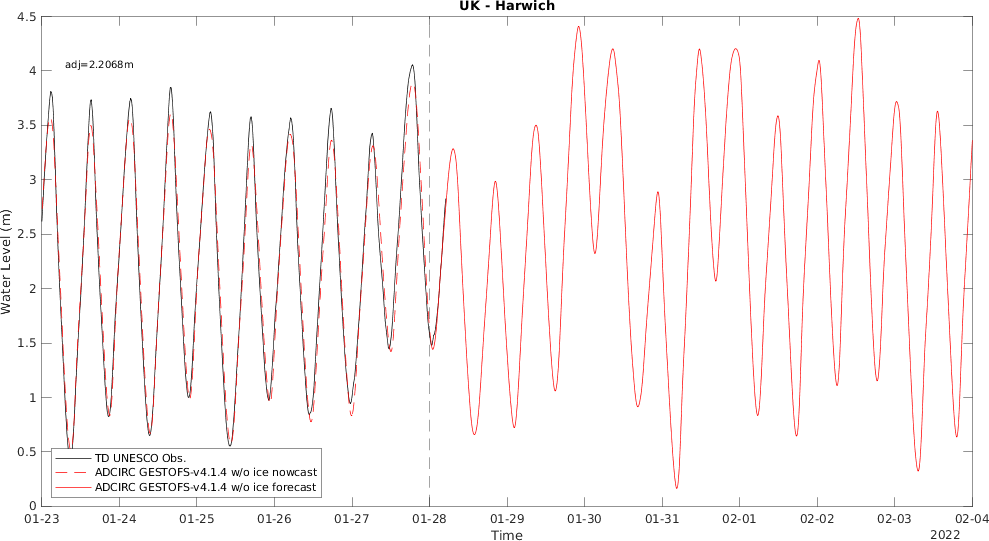 UK - Harwich
adj=2.2068m
Water Level (m)
4.5
4
3.5
3
2.5
2
1.5
1
0.5
0
TD UNESCO Obs.
ADCIRC GESTOFS-v4.1.4 w/o ice nowcast
ADCIRC GESTOFS-v4.1.4 w/o ice forecast
01-23 01-24 01-25 01-26 01-27 01-28 01-29 01-30 01-31 02-01 02-02 02-03 02-04
Time
2022